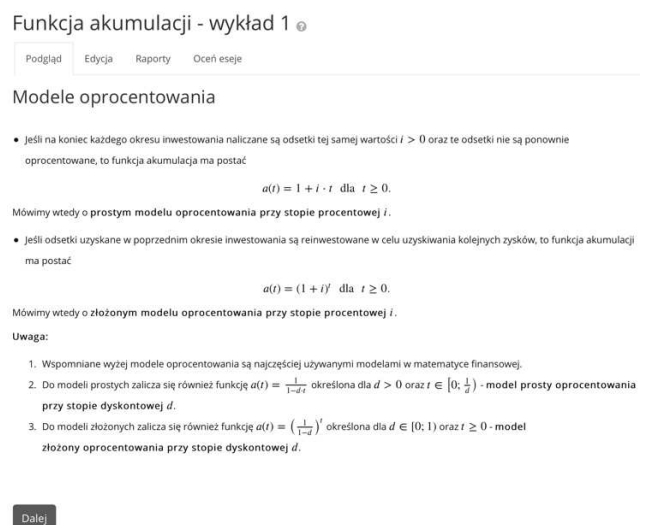 Funkcja akumulacji - wykład 1
Podgląd Edycja Raporty Oceń eseje
Modele oprocentowania
• Jeśli na koniec każdego okresu inwestowania naliczane są odsetki tej samej wartości i > 0 oraz te odsetki nie są ponownie
oprocentowane, to funkcja akumulacja ma postać
a(t) = 1 + i · t dla t ≥ 0.
Mówimy wtedy o prostym modelu oprocentowania przy stopie procentowej i.
• Jeśli odsetki uzyskane w poprzednim okresie inwestowania są reinwestowane w celu uzyskiwania kolejnych zysków, to funkcja akumulacji
ma postać
a(t) = (1 + i)^t dla t ≥ 0.
Mówimy wtedy o złożonym modelu oprocentowania przy stopie procentowej i.
Uwaga:
1. Wspomniane wyżej modele oprocentowania są najczęściej używanymi modelami w matematyce finansowej.
2. Do modeli prostych zalicza się również funkcję a(t) = 1/(1−d·t) określona dla d > 0 oraz t ∈ [0; 1/d) - model prosty oprocentowania
przy stopie dyskontowej d.
3. Do modeli złożonych zalicza się również funkcję a(t) = (1/(1−d))^t określona dla d ∈ [0; 1) oraz t ≥ 0 - model
złożony oprocentowania przy stopie dyskontowej d.
Dalej